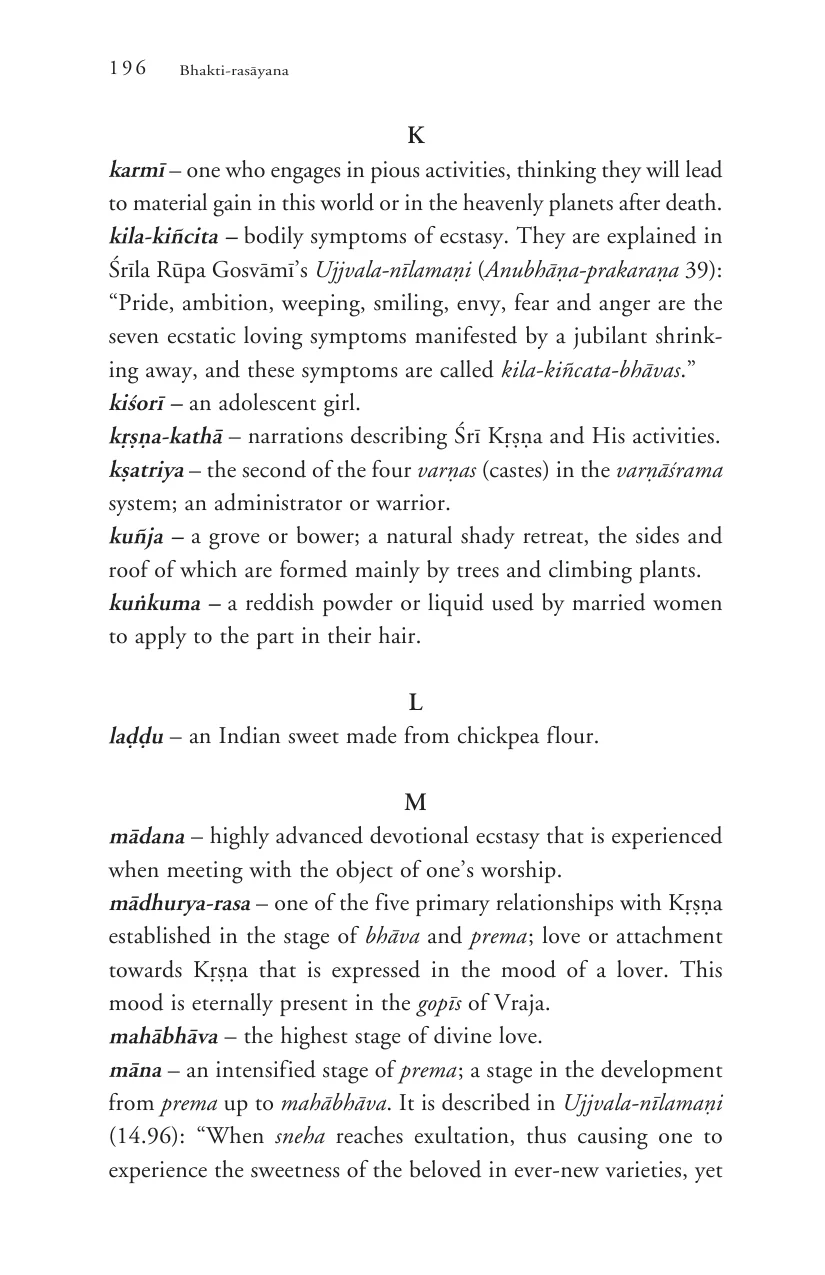 196 Bhakti-rasāyana
K
karmī – one who engages in pious activities, thinking they will lead
to material gain in this world or in the heavenly planets after death.
kila-kiñcita – bodily symptoms of ecstasy. They are explained in
Śrīla Rūpa Gosvāmī’s Ujjvala-nīlamaṇi (Anubhāṇa-prakaraṇa 39):
“Pride, ambition, weeping, smiling, envy, fear and anger are the
seven ecstatic loving symptoms manifested by a jubilant shrink-
ing away, and these symptoms are called kila-kiñcata-bhāvas.”
kiśorī – an adolescent girl.
kṛṣṇa-kathā – narrations describing Śrī Kṛṣṇa and His activities.
kṣatriya – the second of the four varṇas (castes) in the varṇāśrama
system; an administrator or warrior.
kuñja – a grove or bower; a natural shady retreat, the sides and
roof of which are formed mainly by trees and climbing plants.
kuṅkuma – a reddish powder or liquid used by married women
to apply to the part in their hair.
L
laḍḍu – an Indian sweet made from chickpea flour.
M
mādana – highly advanced devotional ecstasy that is experienced
when meeting with the object of one’s worship.
mādhurya-rasa – one of the five primary relationships with Kṛṣṇa
established in the stage of bhāva and prema; love or attachment
towards Kṛṣṇa that is expressed in the mood of a lover. This
mood is eternally present in the gopīs of Vraja.
mahābhāva – the highest stage of divine love.
māna – an intensified stage of prema; a stage in the development
from prema up to mahābhāva. It is described in Ujjvala-nīlamaṇi
(14.96): “When sneha reaches exultation, thus causing one to
experience the sweetness of the beloved in ever-new varieties, yet